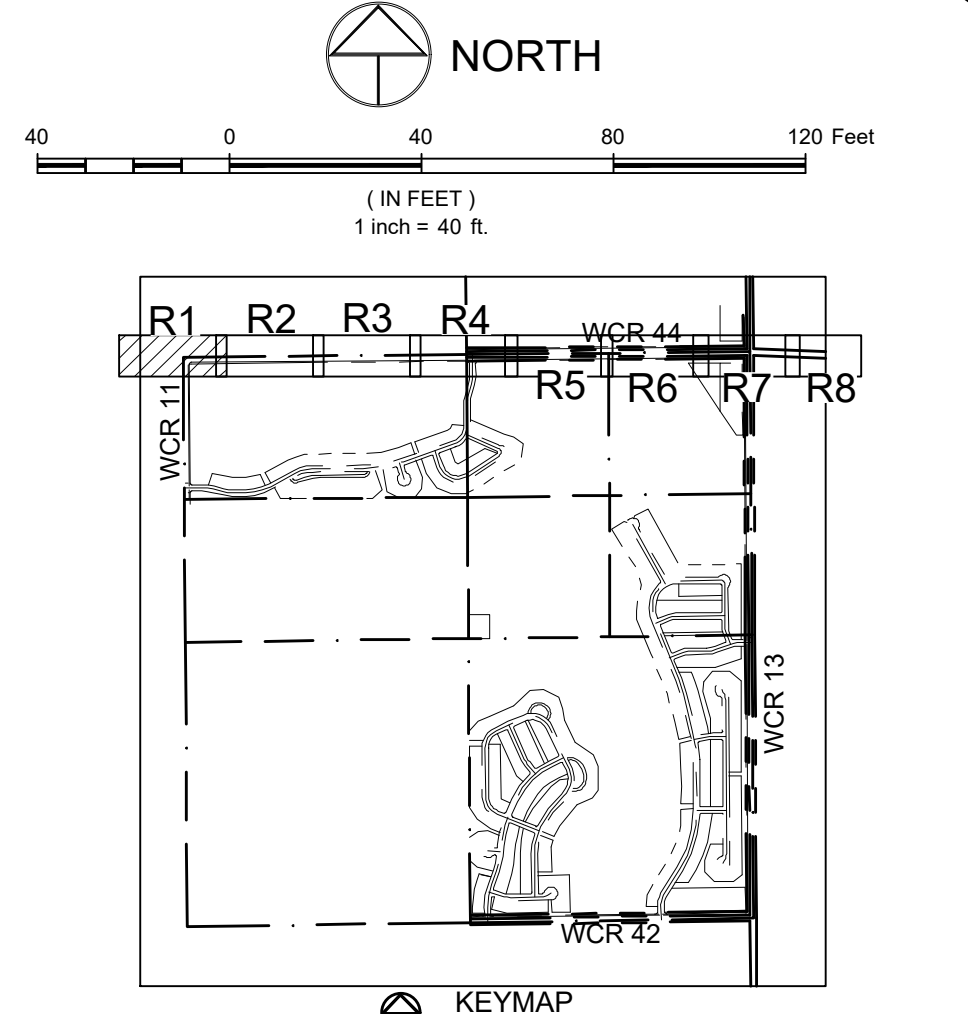 NORTH
40 0 40 80 120 Feet
( IN FEET )
1 inch = 40 ft.
R1 R2 R3 R4
WCR 44
R5 R6 R7 R8
WCR 11
WCR 13
WCR 42
KEYMAP